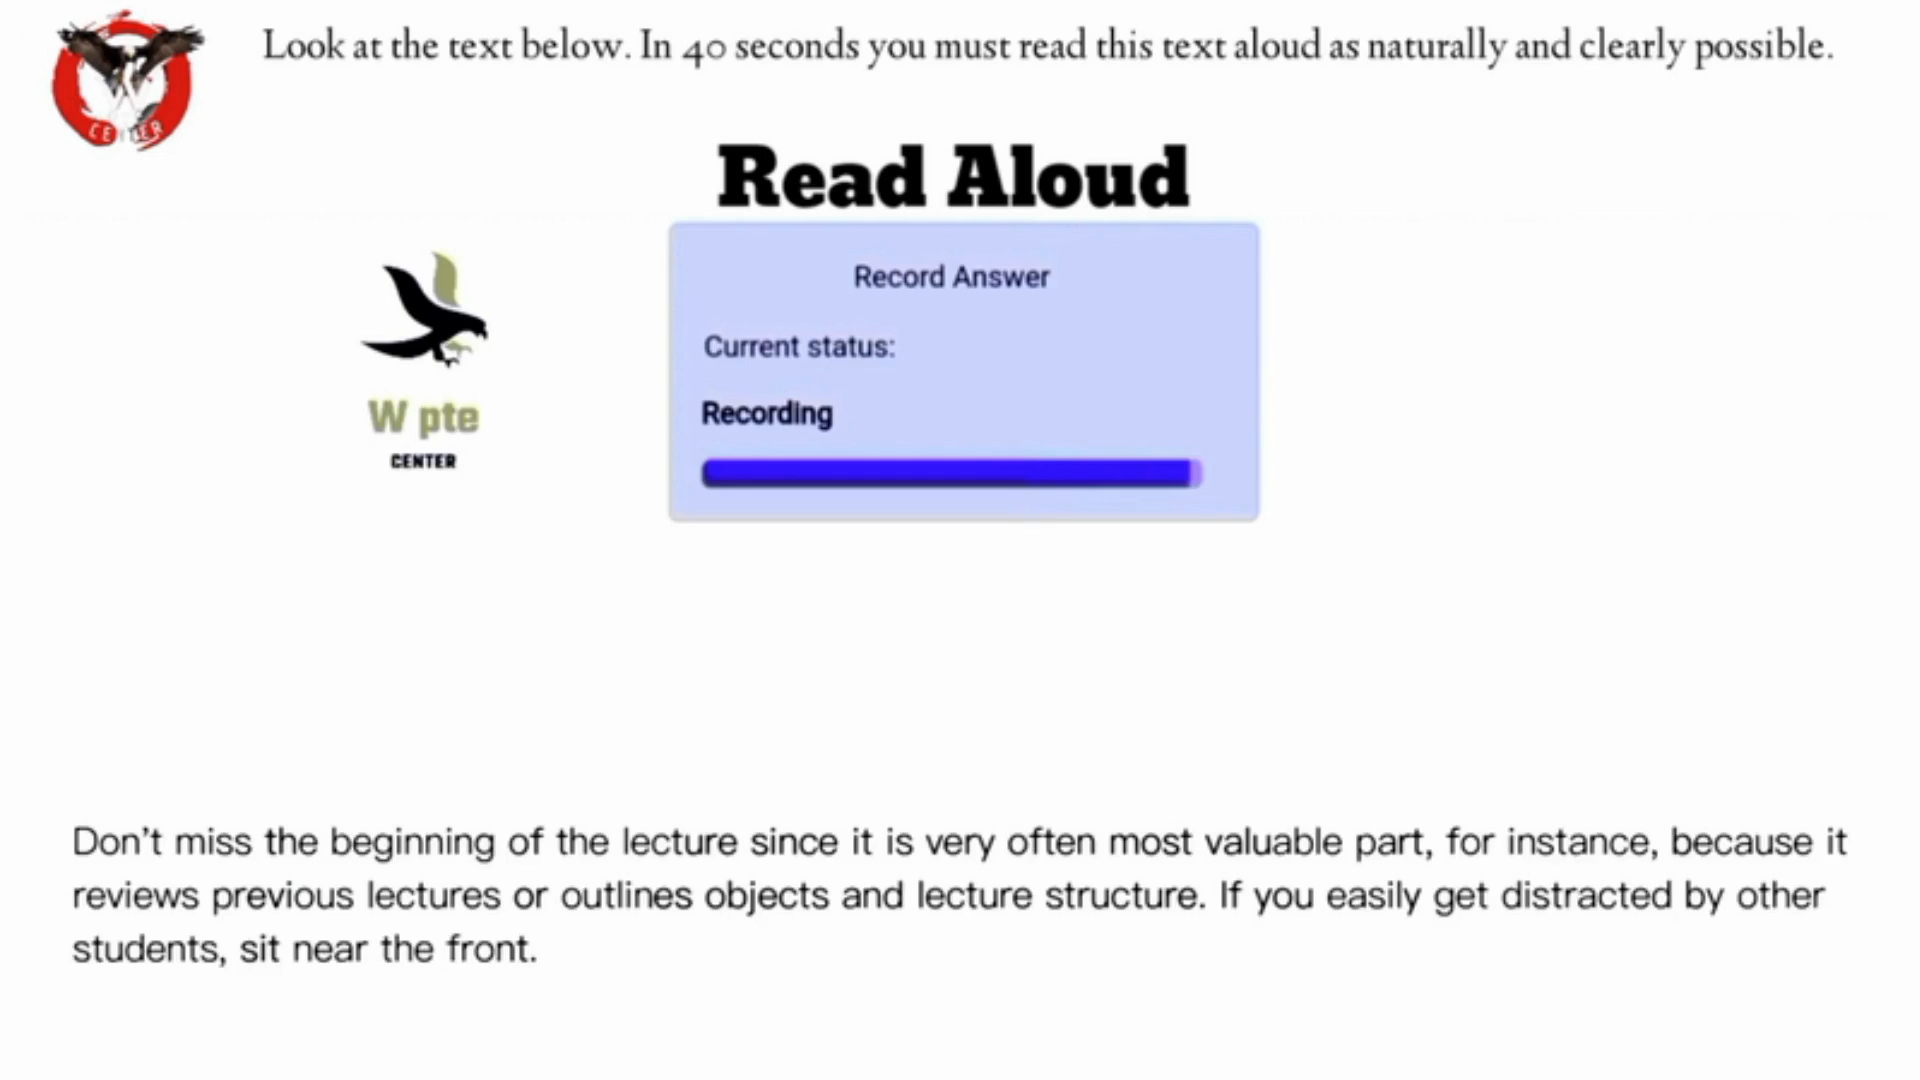 Look at the text below. In 40 seconds you must read this text aloud as naturally and clearly possible.
CENTER
Read Aloud
Record Answer
Current status:
Recording
W pte
CENTER
Don't miss the beginning of the lecture since it is very often most valuable part, for instance, because it
reviews previous lectures or outlines objects and lecture structure. If you easily get distracted by other
students, sit near the front.